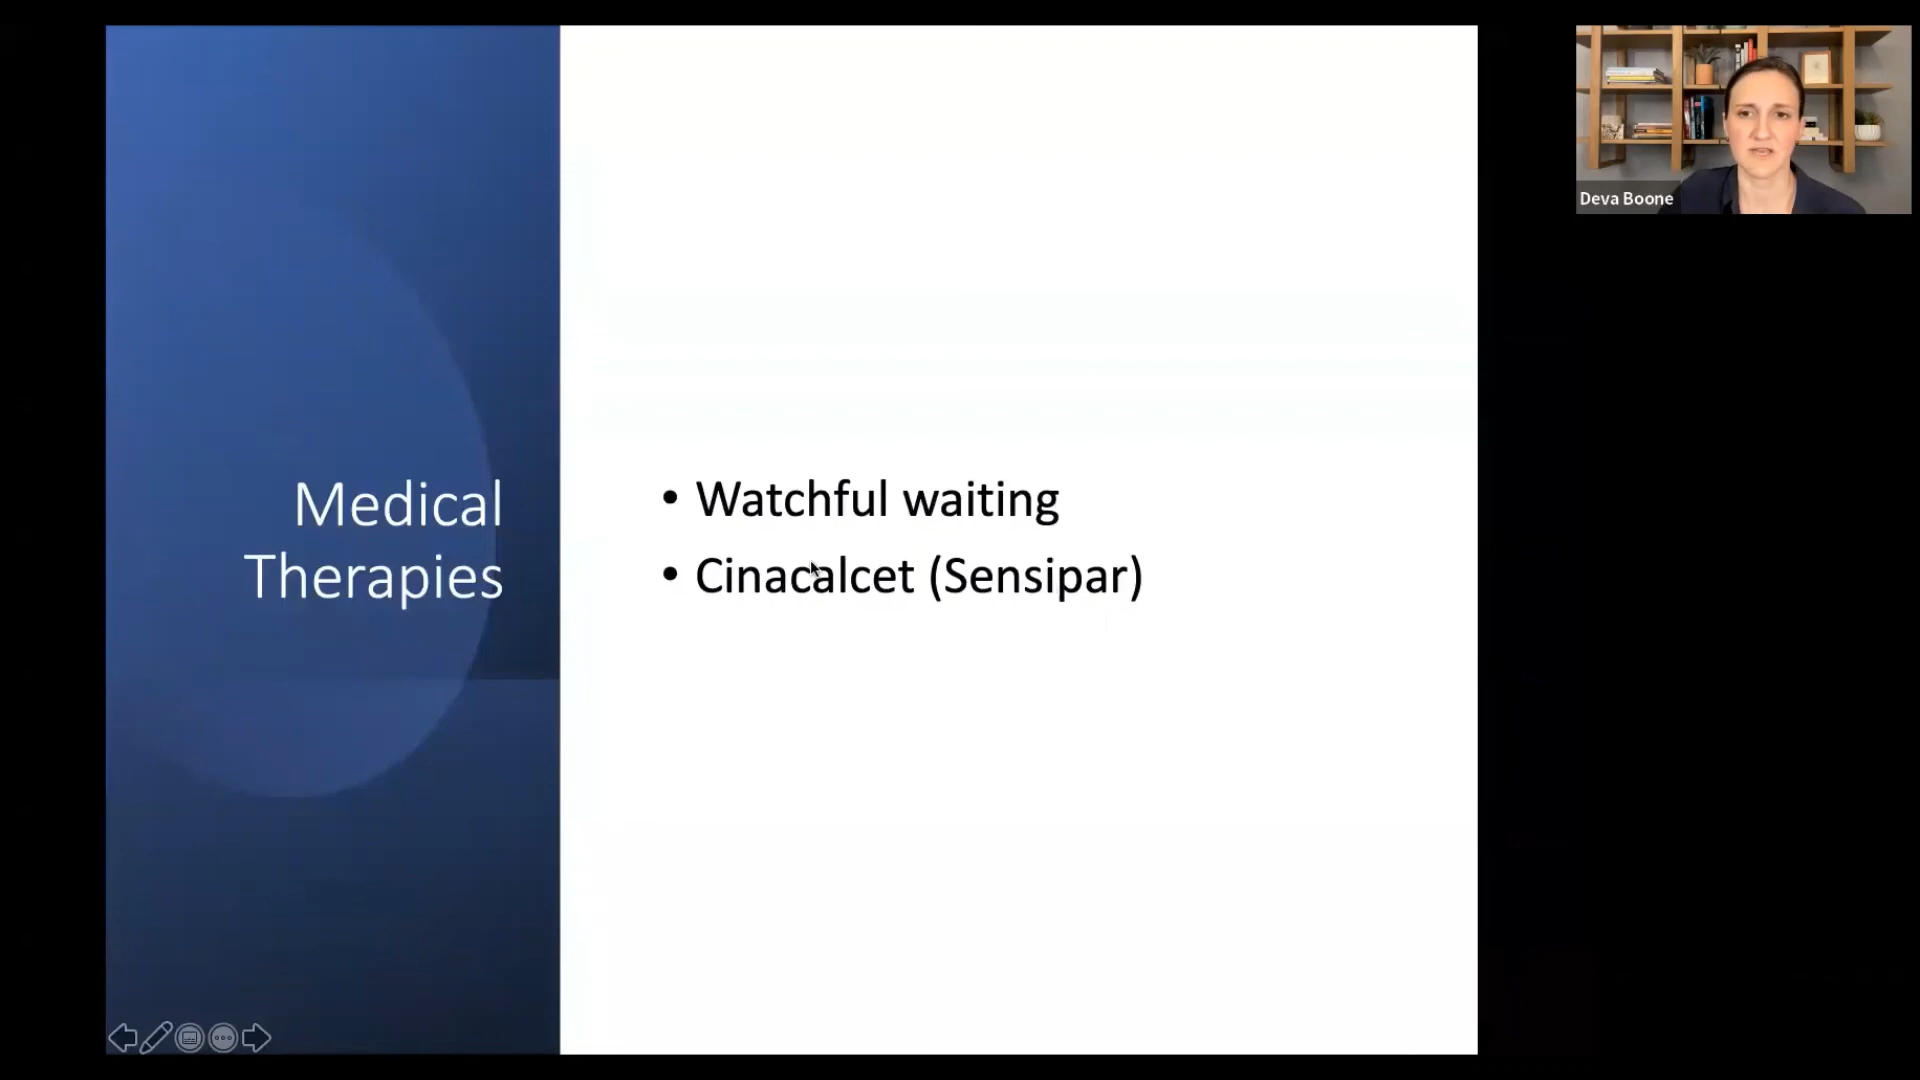 Medical
Therapies
• Watchful waiting
• Cinacalcet (Sensipar)
Deva Boone